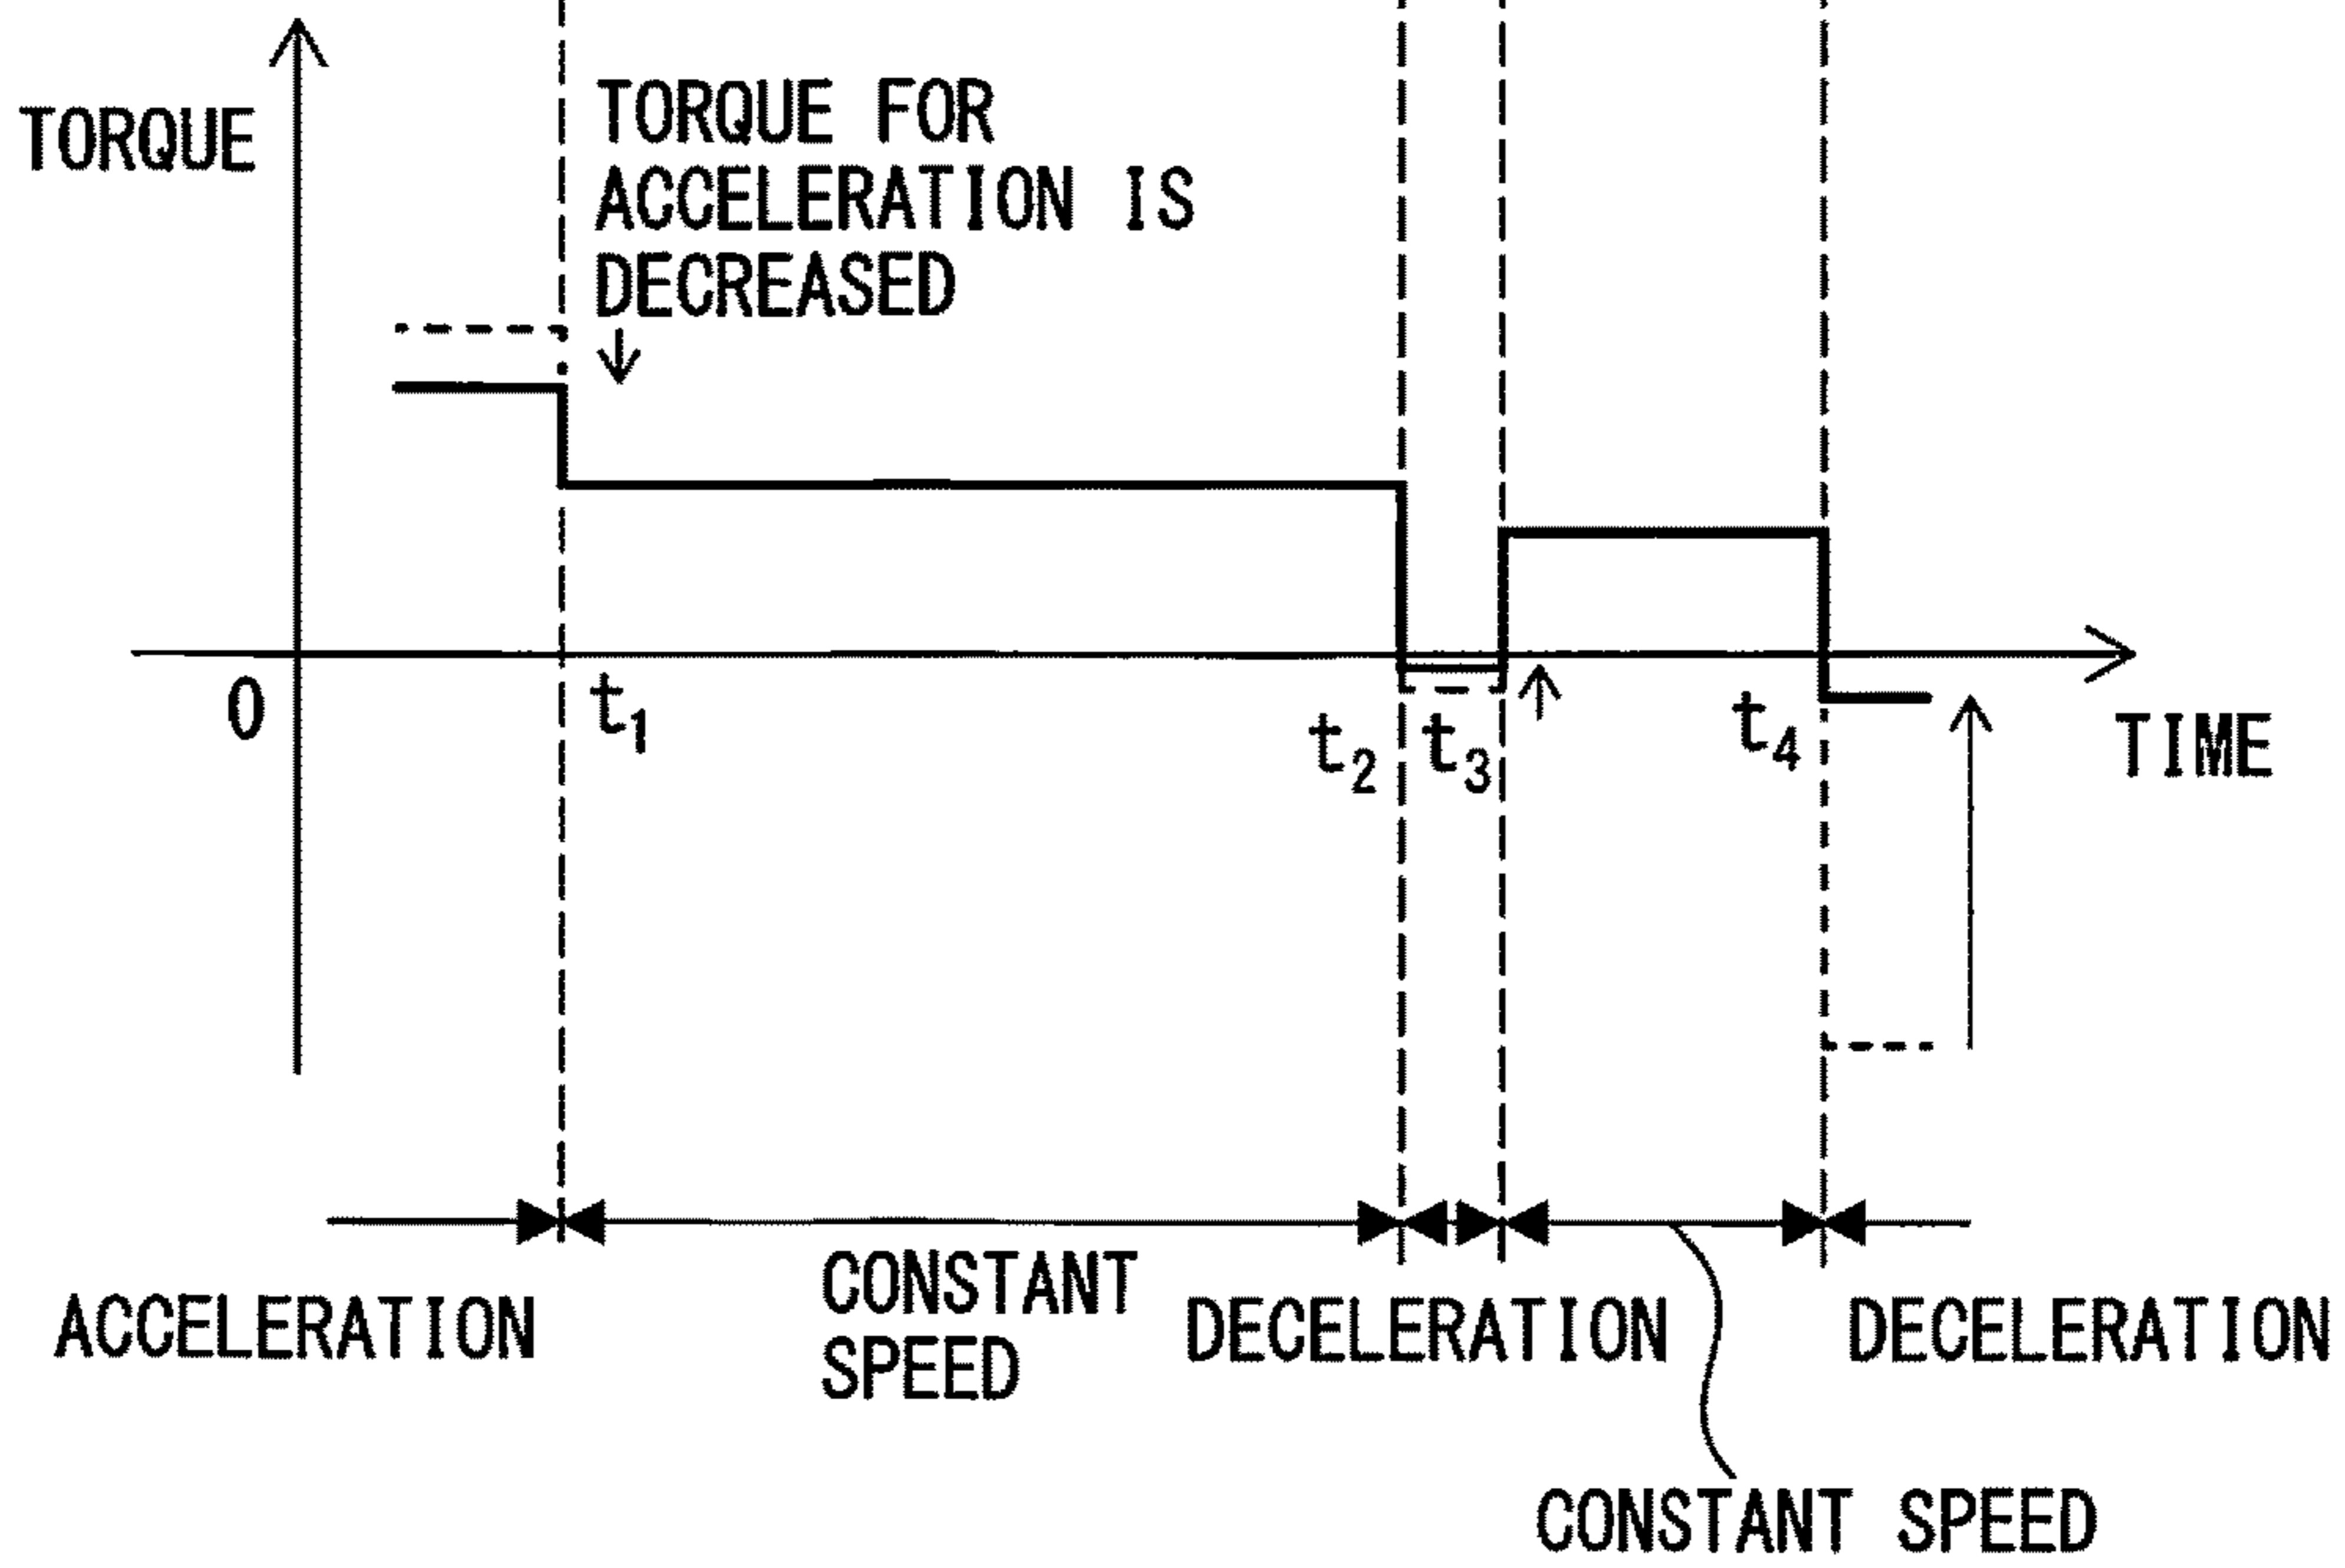 TORQUE
TORQUE FOR
ACCELERATION IS
DECREASED
0
t1
t2
t3
t4
TIME
ACCELERATION
CONSTANT
SPEED
DECELERATION
DECELERATION
CONSTANT SPEED